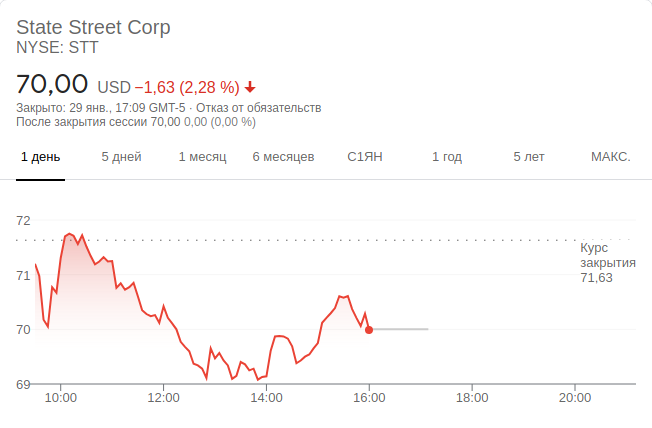 State Street Corp
NYSE: STT
70,00 USD −1,63 (2,28 %)
Закрыто: 29 янв., 17:09 GMT-5 · Отказ от обязательств
После закрытия сессии 70,00 0,00 (0,00 %)
1 день 5 дней 1 месяц 6 месяцев С1ЯН 1 год 5 лет МАКС.
72
Курс
закрытия
71,63
71
70
69
10:00 12:00 14:00 16:00 18:00 20:00